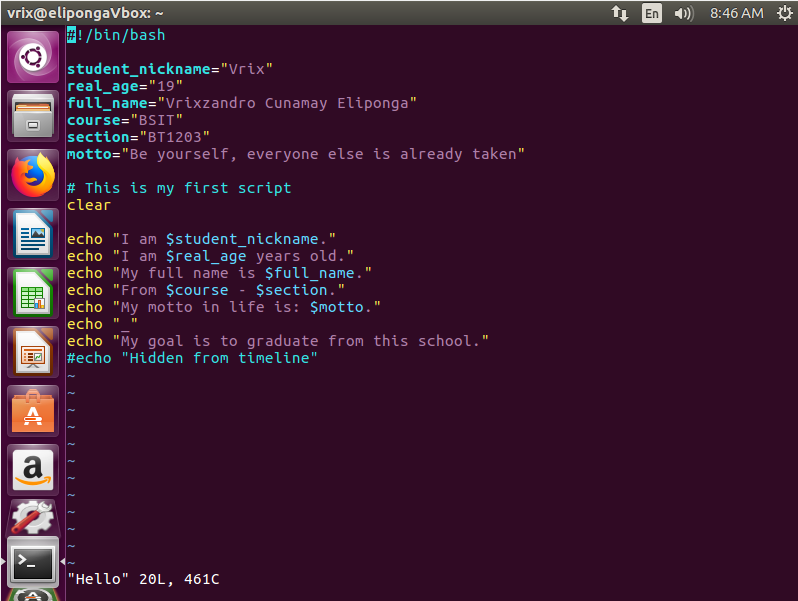 vrix@elipongaVbox: ~
En
8:46 AM
#!/bin/bash
student_nickname="Vrix"
real_age="19"
full_name="Vrixzandro Cunamay Eliponga"
course="BSIT"
section="BT1203"
motto="Be yourself, everyone else is already taken"
# This is my first script
clear
echo "I am $student_nickname."
echo "I am $real_age years old."
echo "My full name is $full_name."
echo "From $course - $section."
echo "My motto in life is: $motto."
echo "_"
echo "My goal is to graduate from this school."
#echo "Hidden from timeline"
~
~
~
~
~
~
~
~
~
~
~
~
"Hello" 20L, 461C